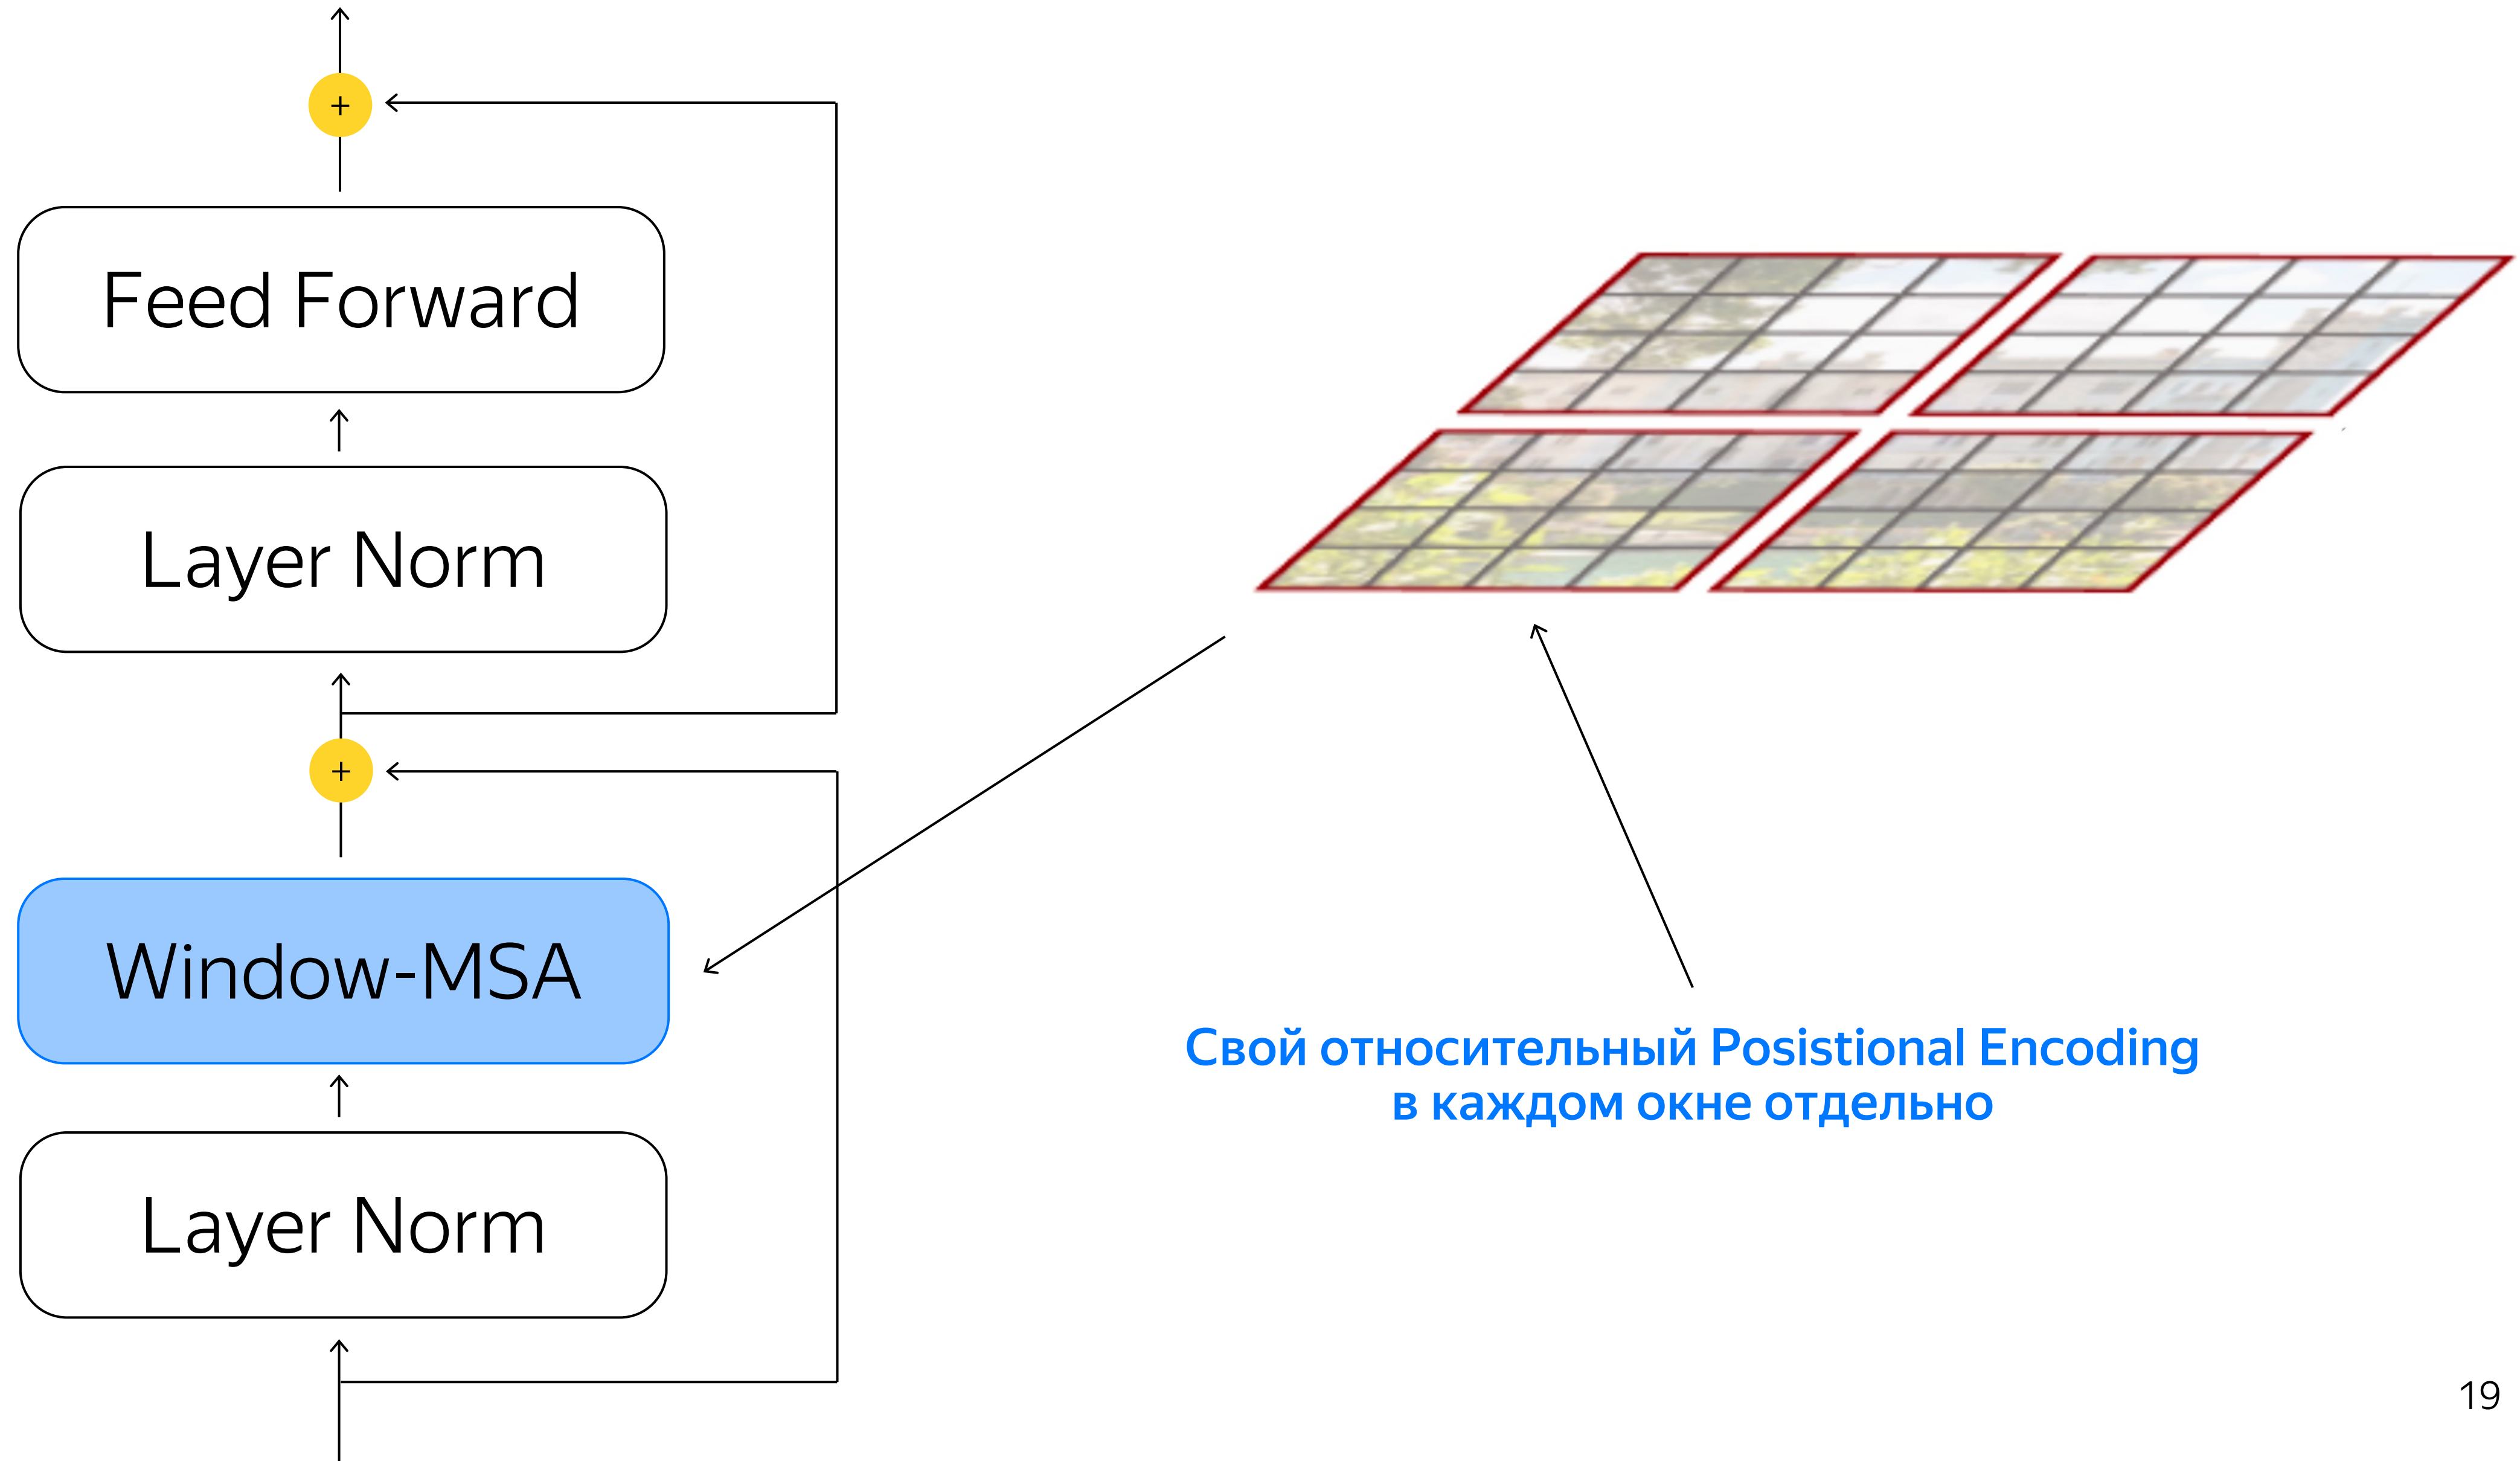 +
Feed Forward
Layer Norm
+
Window-MSA
Layer Norm
Свой относительный Posistional Encoding
в каждом окне отдельно
19